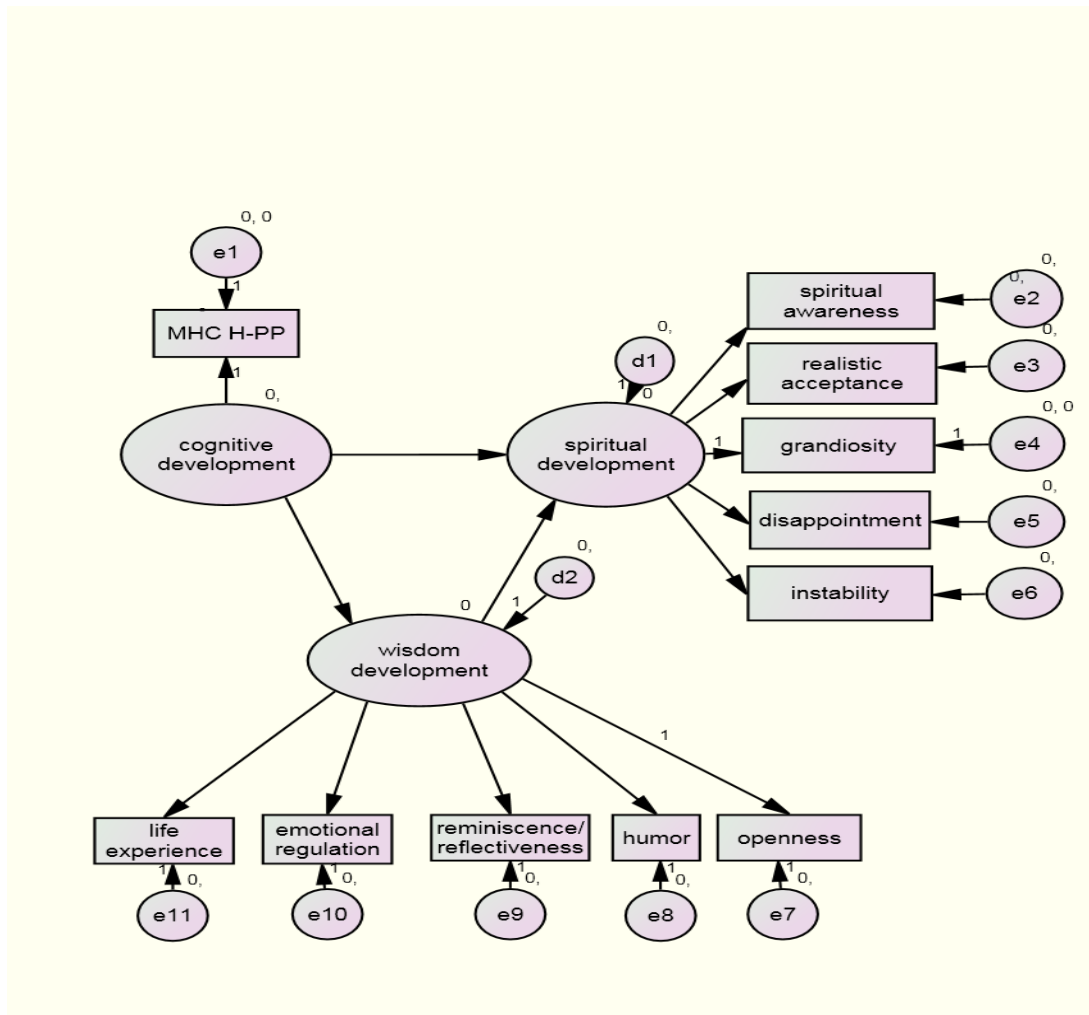 0, 0
e1
1
MHC H-PP
1
0,
cognitive
development
0,
d1
1
0
spiritual
development
1
spiritual
awareness
0,
0,
e2
realistic
acceptance
0,
e3
grandiosity
1
0, 0
e4
disappointment
0,
e5
instability
0,
e6
0,
d2
1
0
wisdom
development
1
life
experience
emotional
regulation
reminiscence/
reflectiveness
humor
openness
1
0,
e11
1
0,
e10
1
0,
e9
1
0,
e8
1
0,
e7